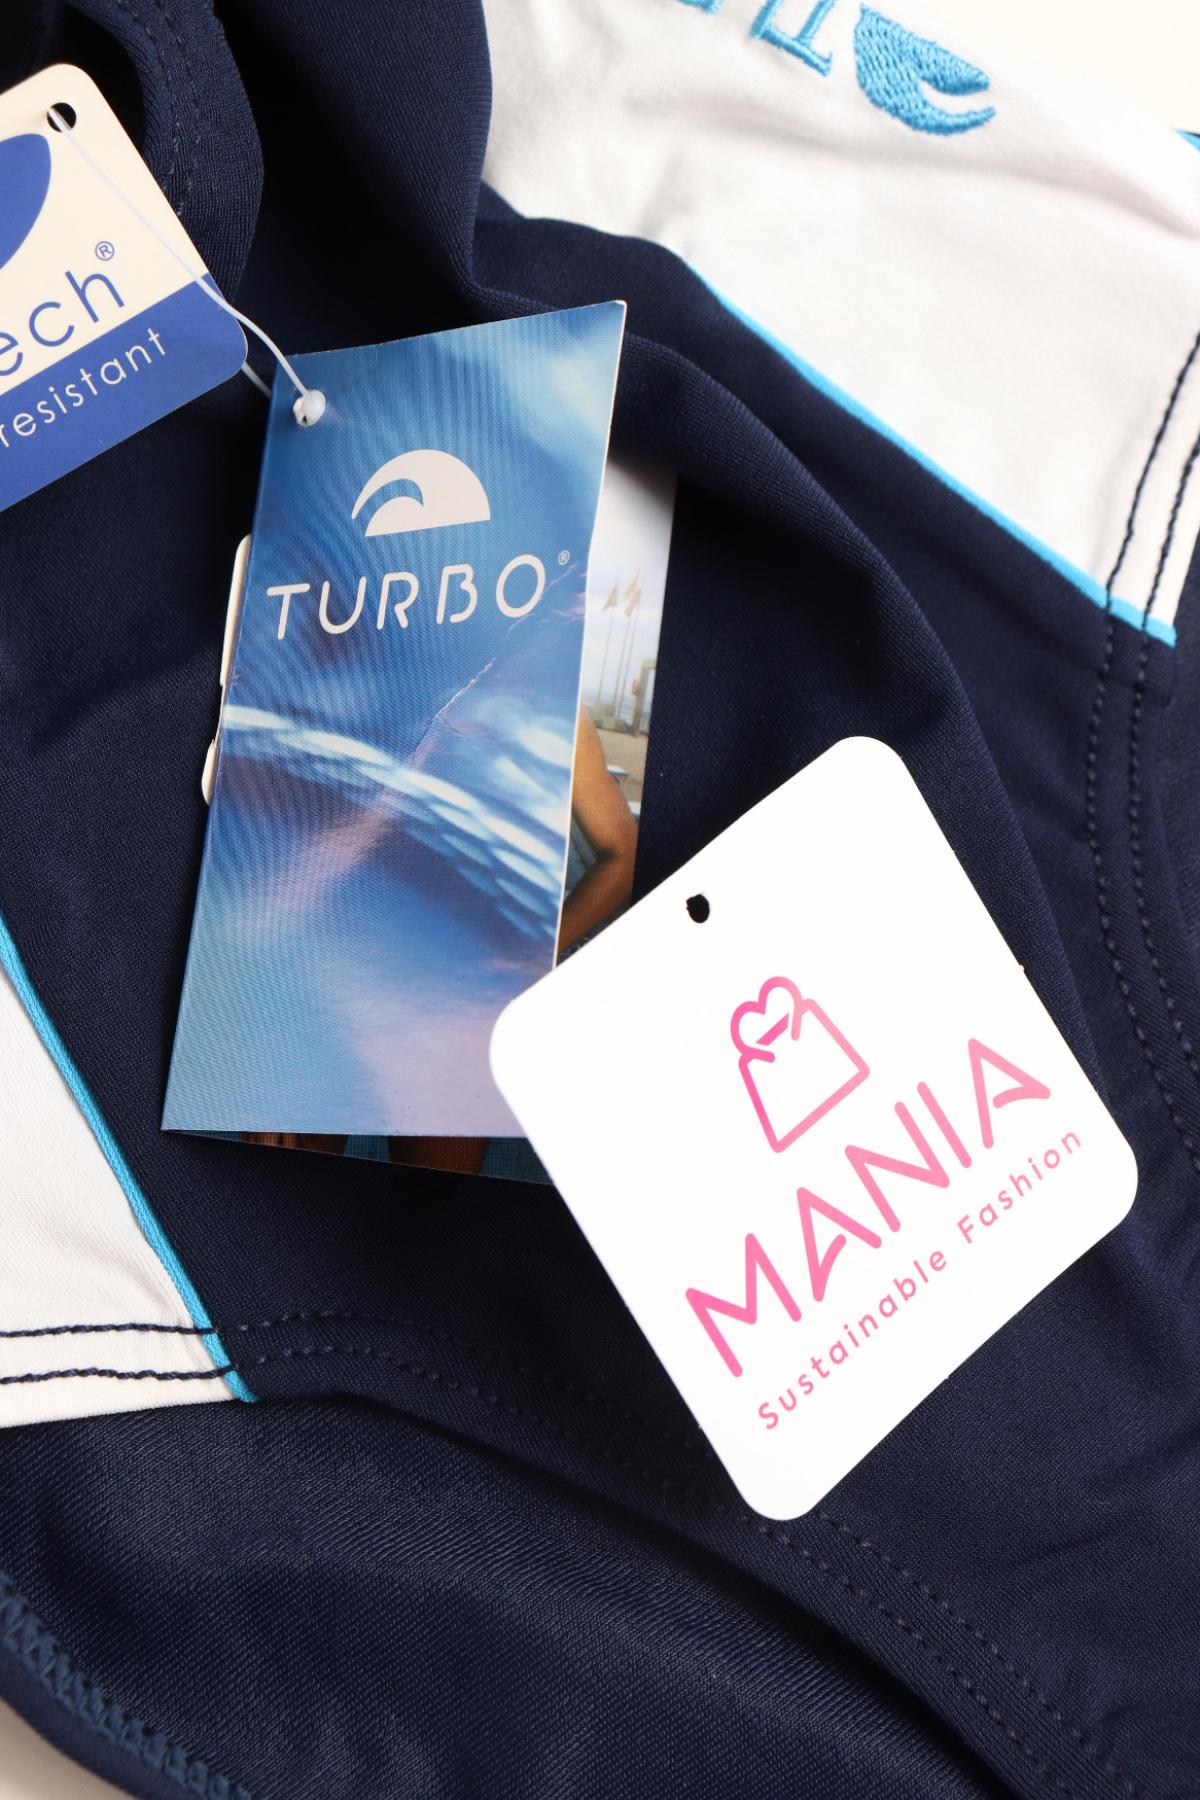 ech®
resistant
TURBO®
MANIA
Sustainable Fashion